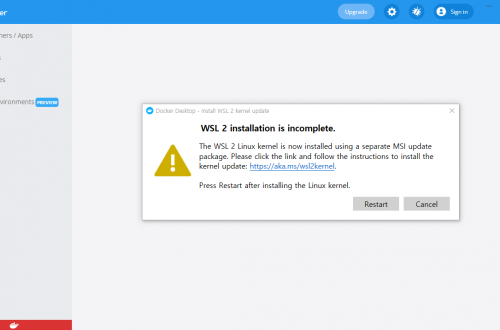 er
Upgrade
Sign in
ners / Apps
s
es
vironments PREVIEW
Docker Desktop - Install WSL 2 kernel update
WSL 2 installation is incomplete.
The WSL 2 Linux kernel is now installed using a separate MSI update
package. Please click the link and follow the instructions to install the
kernel update: https://aka.ms/wsl2kernel.
Press Restart after installing the Linux kernel.
Restart
Cancel